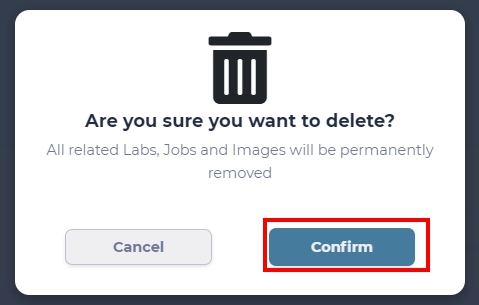 Are you sure you want to delete?
All related Labs, Jobs and Images will be permanently
removed
Cancel
Confirm